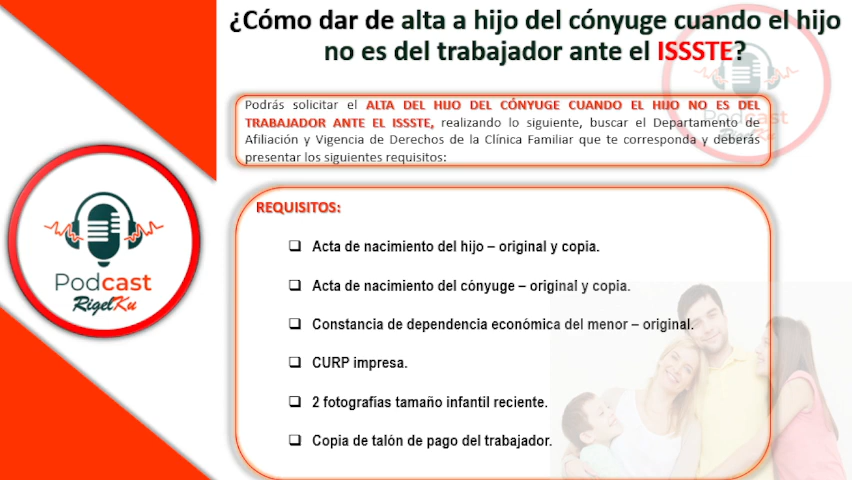 ¿Cómo dar de alta a hijo del cónyuge cuando el hijo
no es del trabajador ante el ISSSTE?
Podrás solicitar el ALTA DEL HIJO DEL CÓNYUGE CUANDO EL HIJO NO ES DEL
TRABAJADOR ANTE EL ISSSTE, realizando lo siguiente, buscar el Departamento de
Afiliación y Vigencia de Derechos de la Clínica Familiar que te corresponda y deberás
presentar los siguientes requisitos:
Podcast
RigelKu
REQUISITOS:
❑ Acta de nacimiento del hijo – original y copia.
❑ Acta de nacimiento del cónyuge – original y copia.
❑ Constancia de dependencia económica del menor – original.
❑ CURP impresa.
❑ 2 fotografías tamaño infantil reciente.
❑ Copia de talón de pago del trabajador.
Podcast
RigelKu